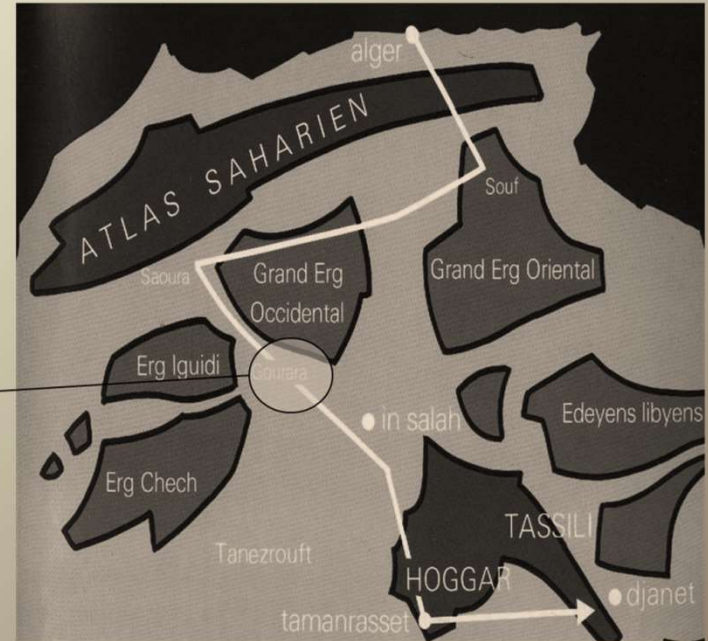 alger
ATLAS SAHARIEN
Souf
Saoura
Grand Erg
Occidental
Grand Erg Oriental
Erg Iguidi
Gourara
in salah
Edeyens libyens
Erg Chech
TASSILI
Tanezrouft
HOGGAR
djanet
tamanrasset